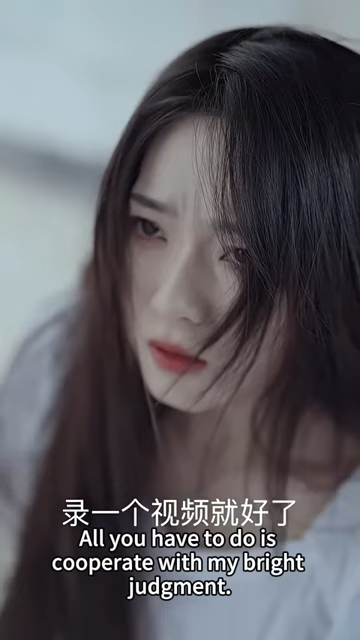 录一个视频就好了
All you have to do is
cooperate with my bright
judgment.